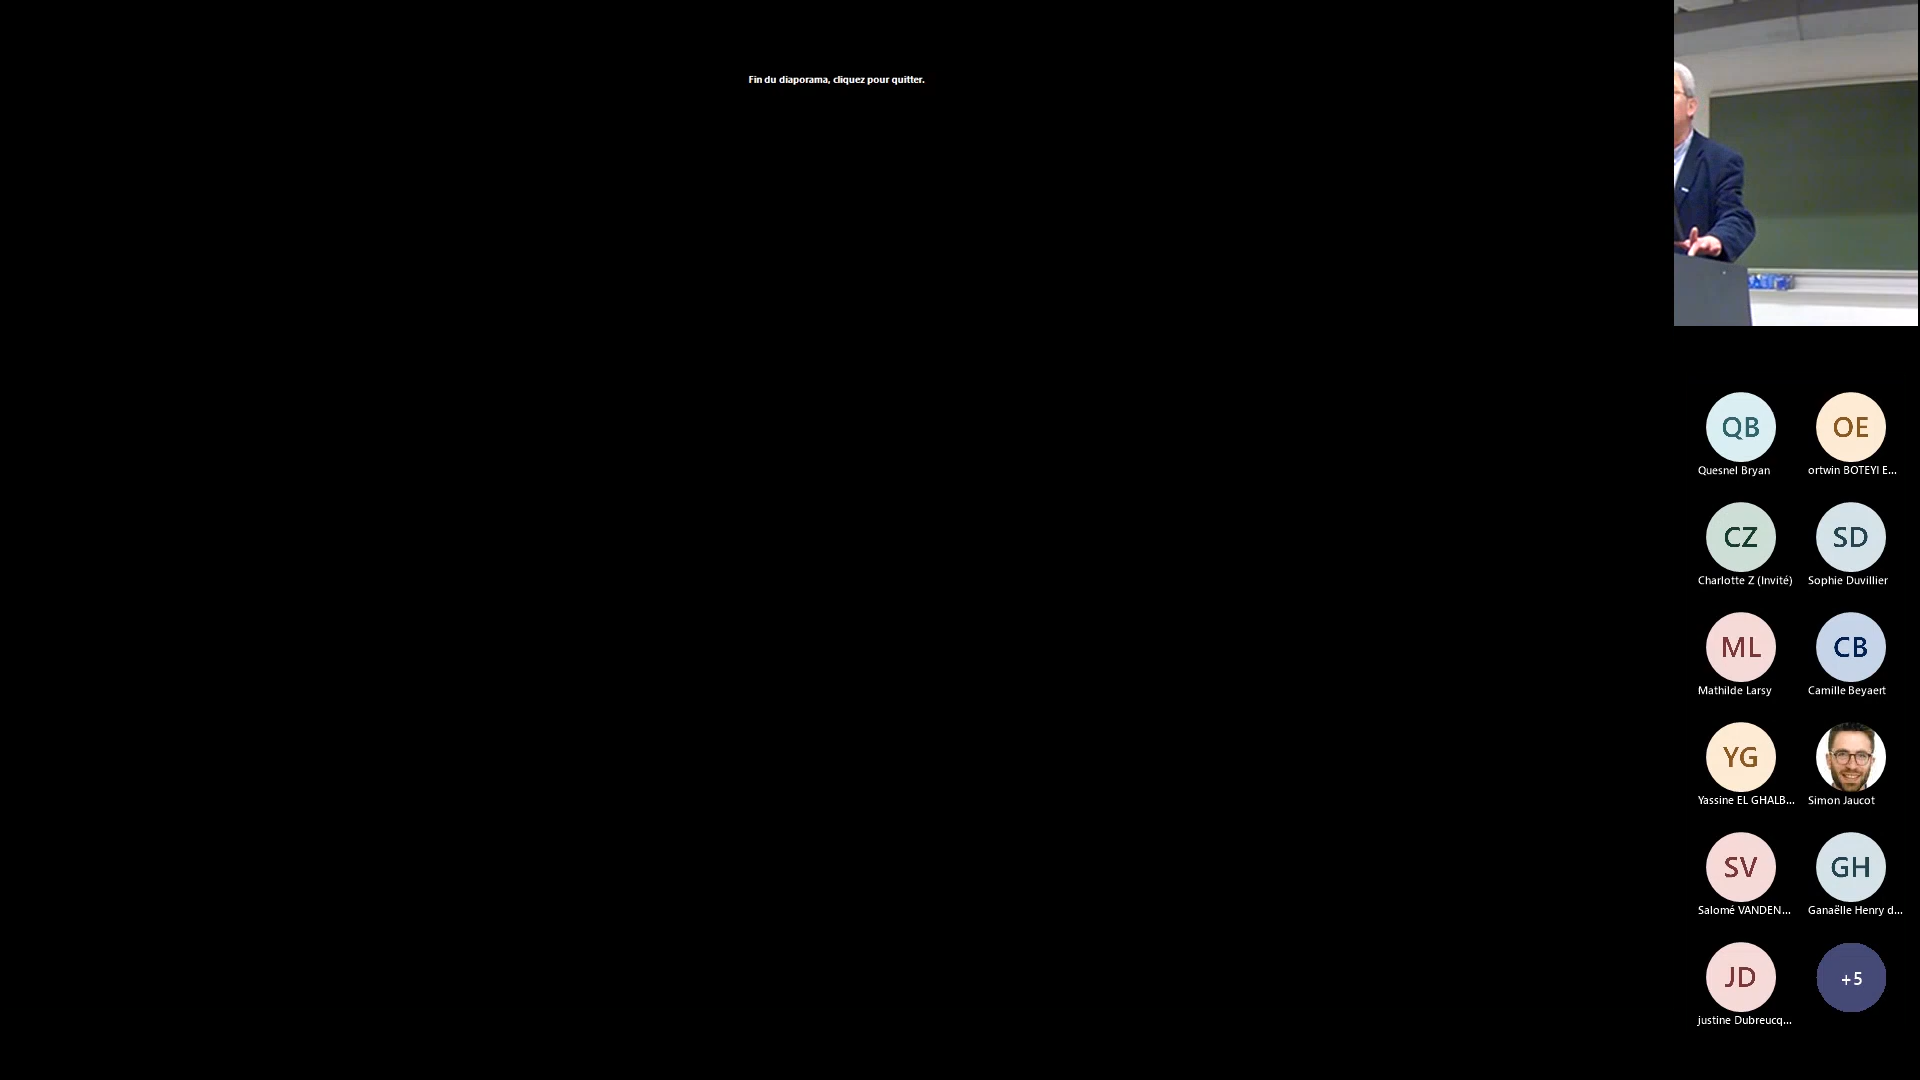 Fin du diaporama, cliquez pour quitter.
QB
OE
Quesnel Bryan
ortwin BOTEYI E...
CZ
SD
Charlotte Z (Invité)
Sophie Duvillier
ML
CB
Mathilde Larsy
Camille Beyaert
YG
Yassine EL GHALB...
Simon Jaucot
SV
GH
Salomé VANDEN...
Ganaëlle Henry d...
JD
+5
justine Dubreucq...